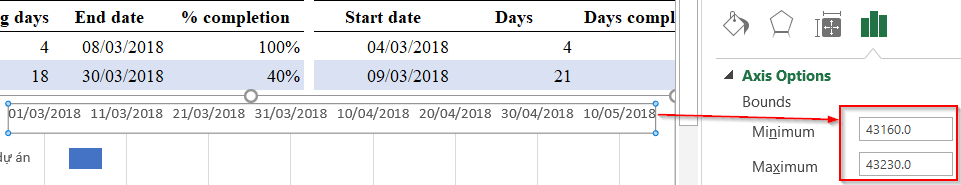 g days End date % completion Start date Days Days compl
4 08/03/2018 100% 04/03/2018 4
18 30/03/2018 40% 09/03/2018 21
Axis Options
Bounds
01/03/2018 11/03/2018 21/03/2018 31/03/2018 10/04/2018 20/04/2018 30/04/2018 10/05/2018
Minimum 43160.0
dự án
Maximum 43230.0